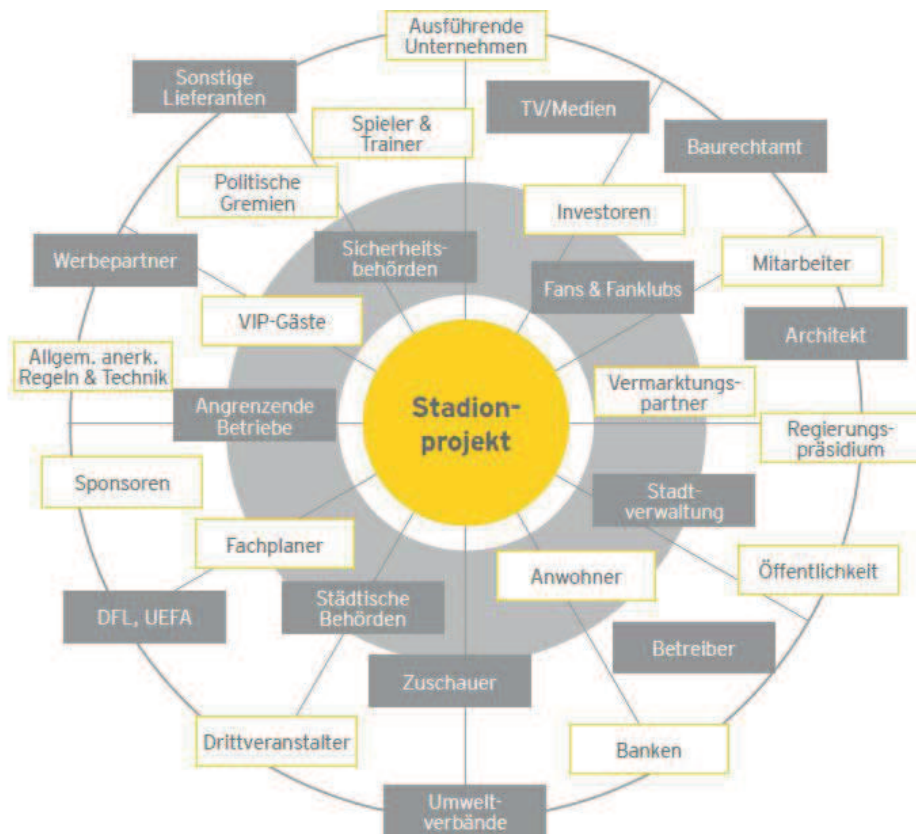 Ausführende
Unternehmen
Sonstige
Lieferanten
TV/Medien
Spieler &
Trainer
Baurechtamt
Politische
Gremien
Investoren
Werbepartner
Sicherheits-
behörden
Mitarbeiter
Fans & Fanklubs
VIP-Gäste
Architekt
Allgem. anerk.
Regeln & Technik
Angrenzende
Betriebe
Stadion-
projekt
Vermarktungs-
partner
Regierungs-
präsidium
Sponsoren
Stadt-
verwaltung
Fachplaner
Anwohner
Öffentlichkeit
DFL, UEFA
Städtische
Behörden
Betreiber
Zuschauer
Drittveranstalter
Banken
Umwelt-
verbände